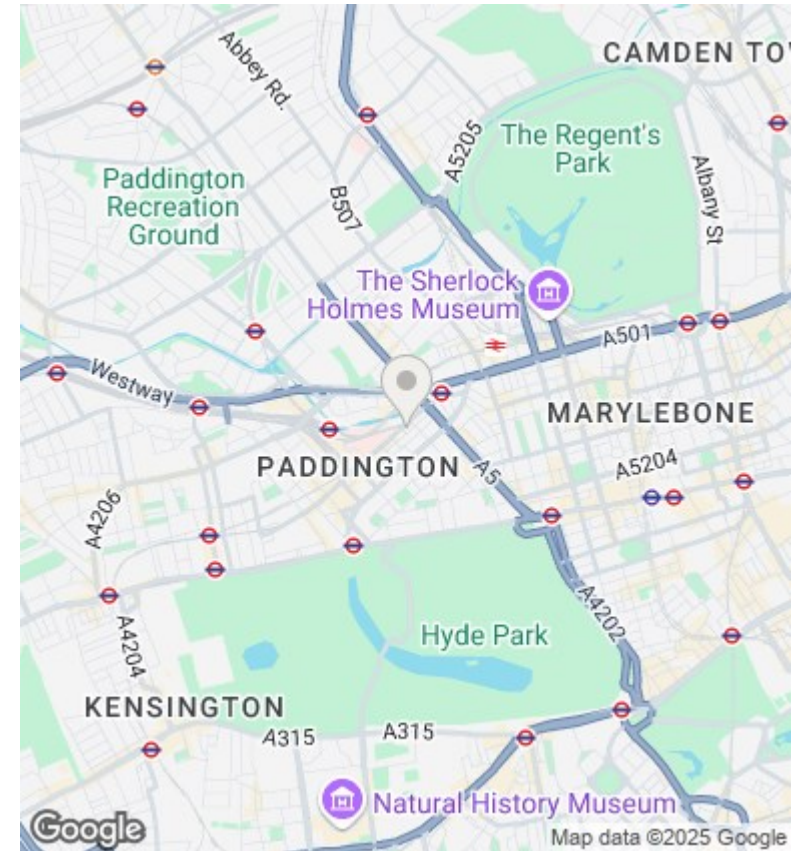 CAMDEN TO
Abbey Rd.
A5205
The Regent's
Park
Albany St
Paddington
Recreation
Ground
B507
The Sherlock
Holmes Museum
A501
Westway
MARYLEBONE
PADDINGTON
A5
A5204
A4206
A4202
Hyde Park
A4204
KENSINGTON
A315
A315
Natural History Museum
Google
Map data ©2025 Google